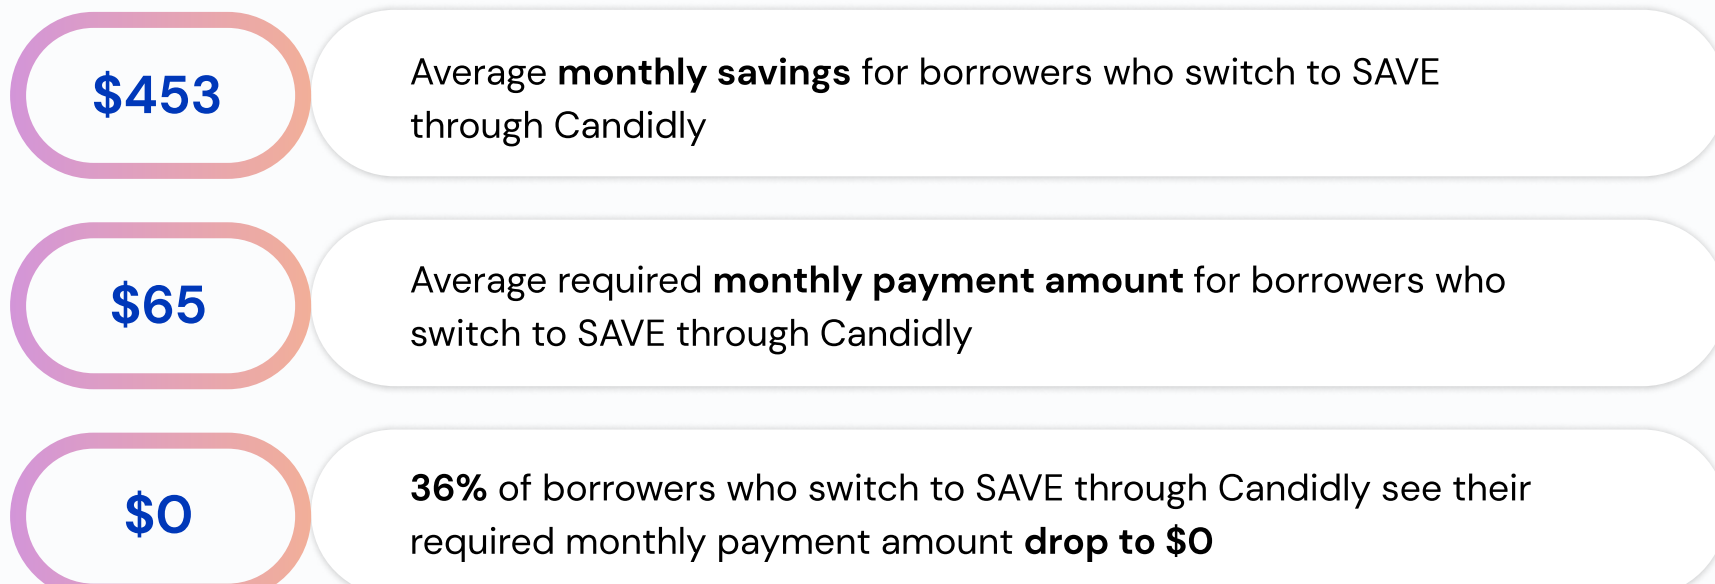 $453
Average monthly savings for borrowers who switch to SAVE
through Candidly
$65
Average required monthly payment amount for borrowers who
switch to SAVE through Candidly
$0
36% of borrowers who switch to SAVE through Candidly see their
required monthly payment amount drop to $0